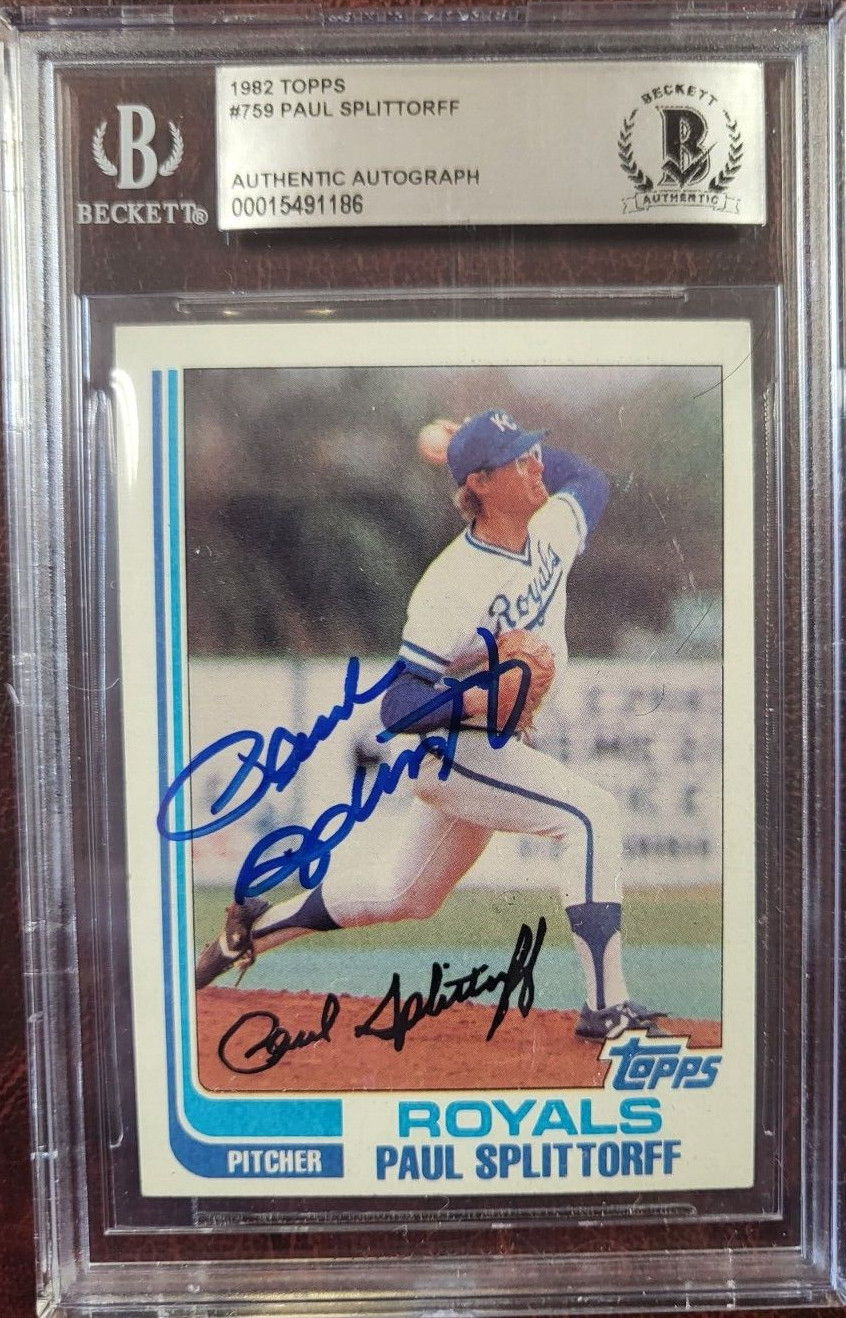 1982 TOPPS
#759 PAUL SPLITTORFF
AUTHENTIC AUTOGRAPH
00015491186
B
BECKETT®
BECKETT
B
AUTHENTIC
KC
Royals
Paul
Splittorff
Paul Splittorff
TOPPS
ROYALS
PITCHER
PAUL SPLITTORFF